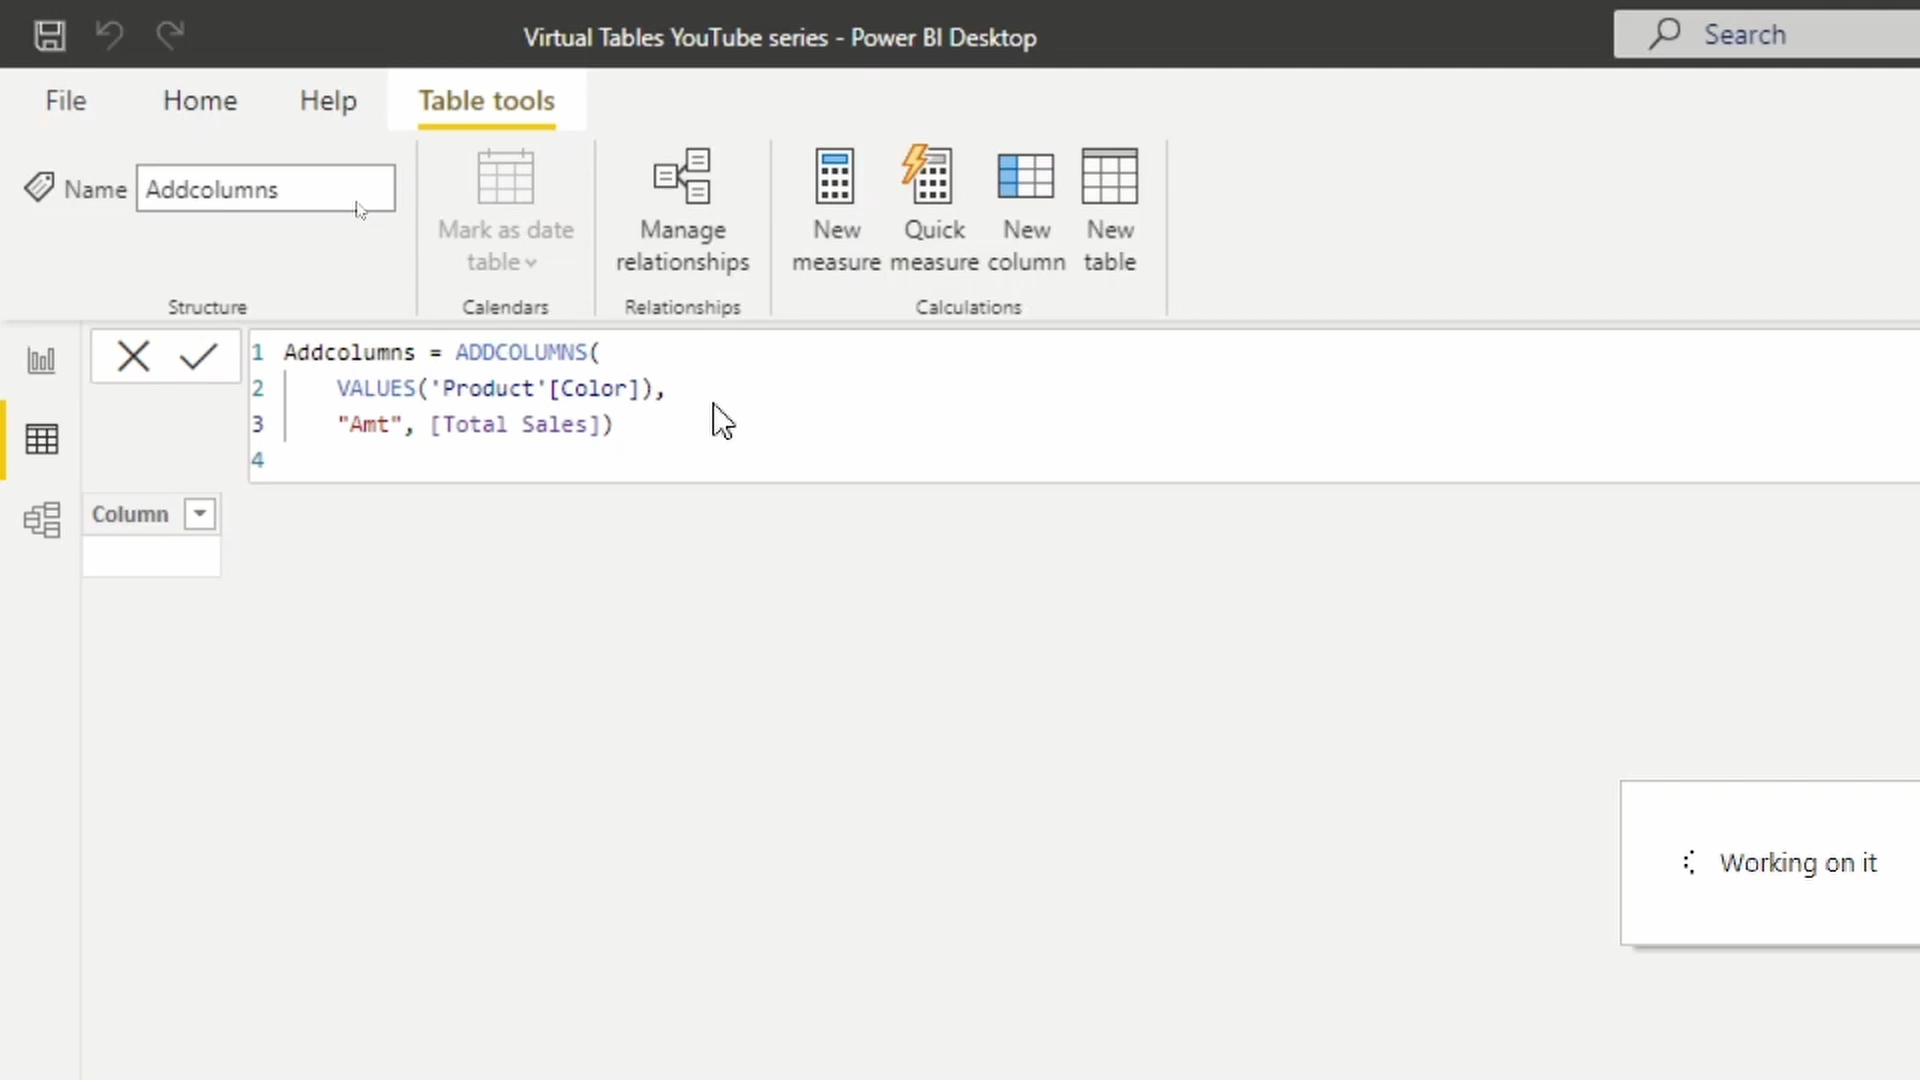 Virtual Tables YouTube series - Power BI Desktop
Search
File Home Help Table tools
Name Addcolumns
Mark as date
table
Manage
relationships
New
measure
Quick
measure
New
column
New
table
Structure Calendars Relationships Calculations
1 Addcolumns = ADDCOLUMNS(
2 VALUES('Product'[Color]),
3 "Amt", [Total Sales])
4
Column
Working on it